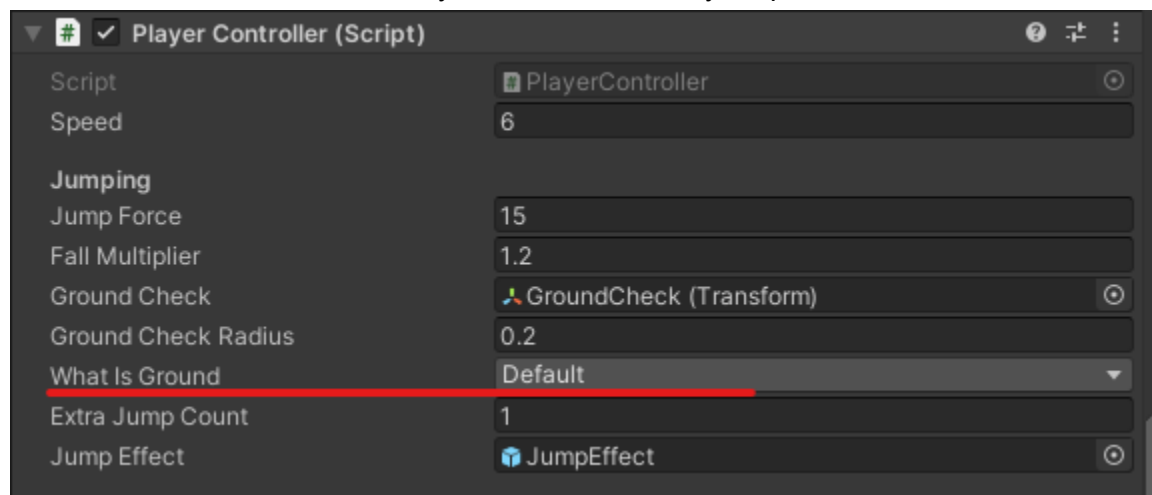 Player Controller (Script)
Script PlayerController
Speed 6
Jumping
Jump Force 15
Fall Multiplier 1.2
Ground Check GroundCheck (Transform)
Ground Check Radius 0.2
What Is Ground Default
Extra Jump Count 1
Jump Effect JumpEffect